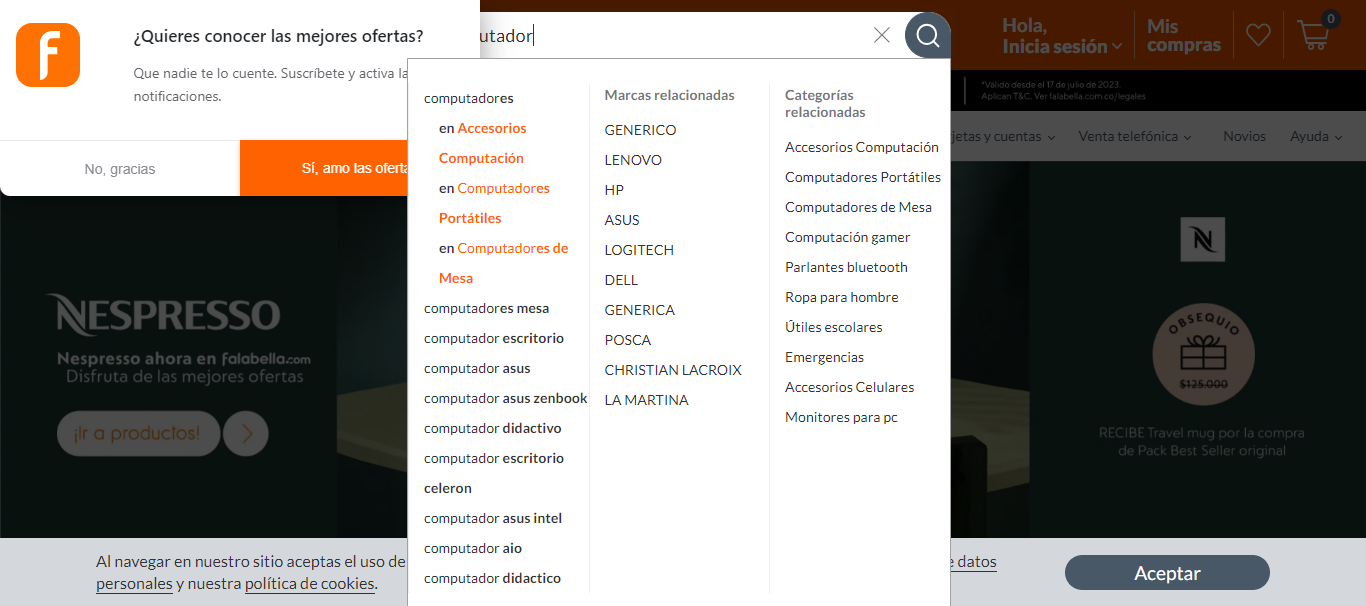 f
¿Quieres conocer las mejores ofertas?
Que nadie te lo cuente. Suscríbete y activa la
notificaciones.
No, gracias
Sí, amo las oferta
utador
Hola,
Inicia sesión
Mis
compras
0
*Válido desde el 17 de julio de 2023.
Aplican T&C. Ver falabella.com.co/legales
jetas y cuentas
Venta telefónica
Novios
Ayuda
computadores
en Accesorios
Computación
en Computadores
Portátiles
en Computadores de
Mesa
computadores mesa
computador escritorio
computador asus
computador asus zenbook
computador didactivo
computador escritorio
celeron
computador asus intel
computador aio
computador didactico
Marcas relacionadas
GENERICO
LENOVO
HP
ASUS
LOGITECH
DELL
GENERICA
POSCA
CHRISTIAN LACROIX
LA MARTINA
Categorías
relacionadas
Accesorios Computación
Computadores Portátiles
Computadores de Mesa
Computación gamer
Parlantes bluetooth
Ropa para hombre
Útiles escolares
Emergencias
Accesorios Celulares
Monitores para pc
NESPRESSO
Nespresso ahora en falabella.com
Disfruta de las mejores ofertas
¡Ir a productos!
N
OBSEQUIO
$125.000
RECIBE Travel mug por la compra
de Pack Best Seller original
Al navegar en nuestro sitio aceptas el uso de
e datos
personales y nuestra política de cookies.
Aceptar